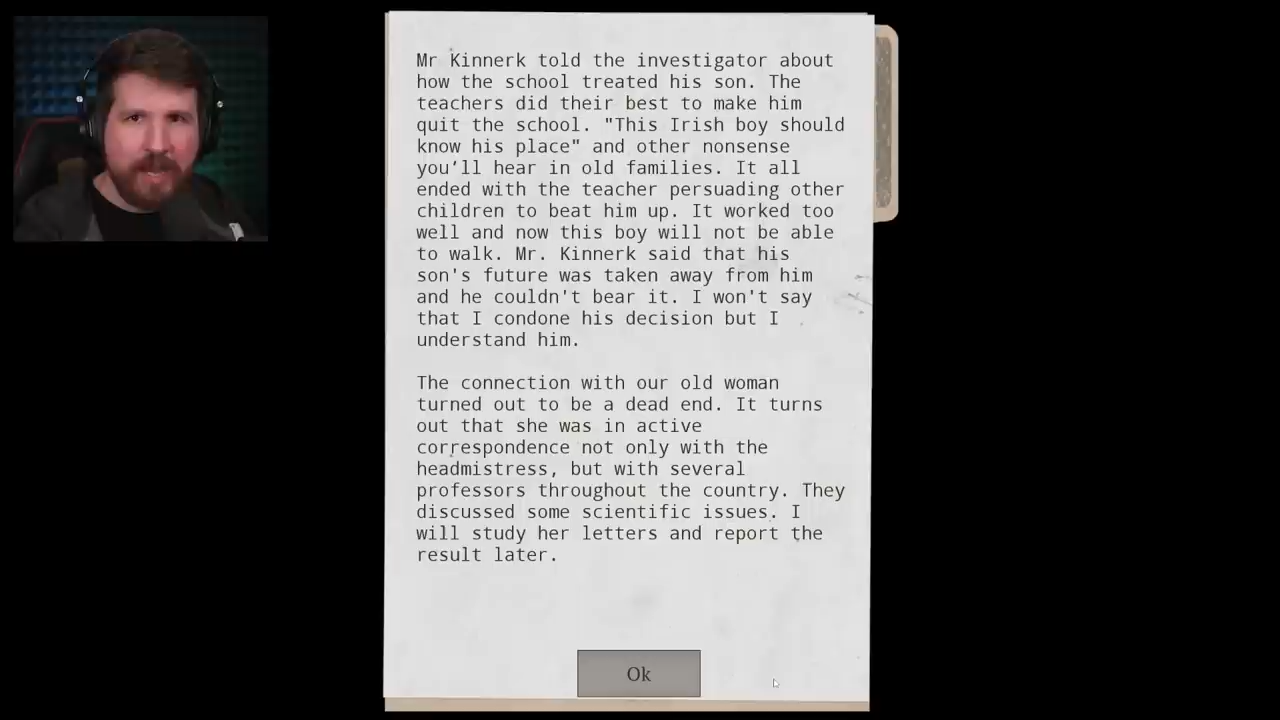 Mr Kinnerk told the investigator about
how the school treated his son. The
teachers did their best to make him
quit the school. "This Irish boy should
know his place" and other nonsense
you‘ll hear in old families. It all
ended with the teacher persuading other
children to beat him up. It worked too
well and now this boy will not be able
to walk. Mr. Kinnerk said that his
son's future was taken away from him
and he couldn't bear it. I won't say
that I condone his decision but I
understand him.
The connection with our old woman
turned out to be a dead end. It turns
out that she was in active
correspondence not only with the
headmistress, but with several
professors throughout the country. They
discussed some scientific issues. I
will study her letters and report the
result later.
Ok